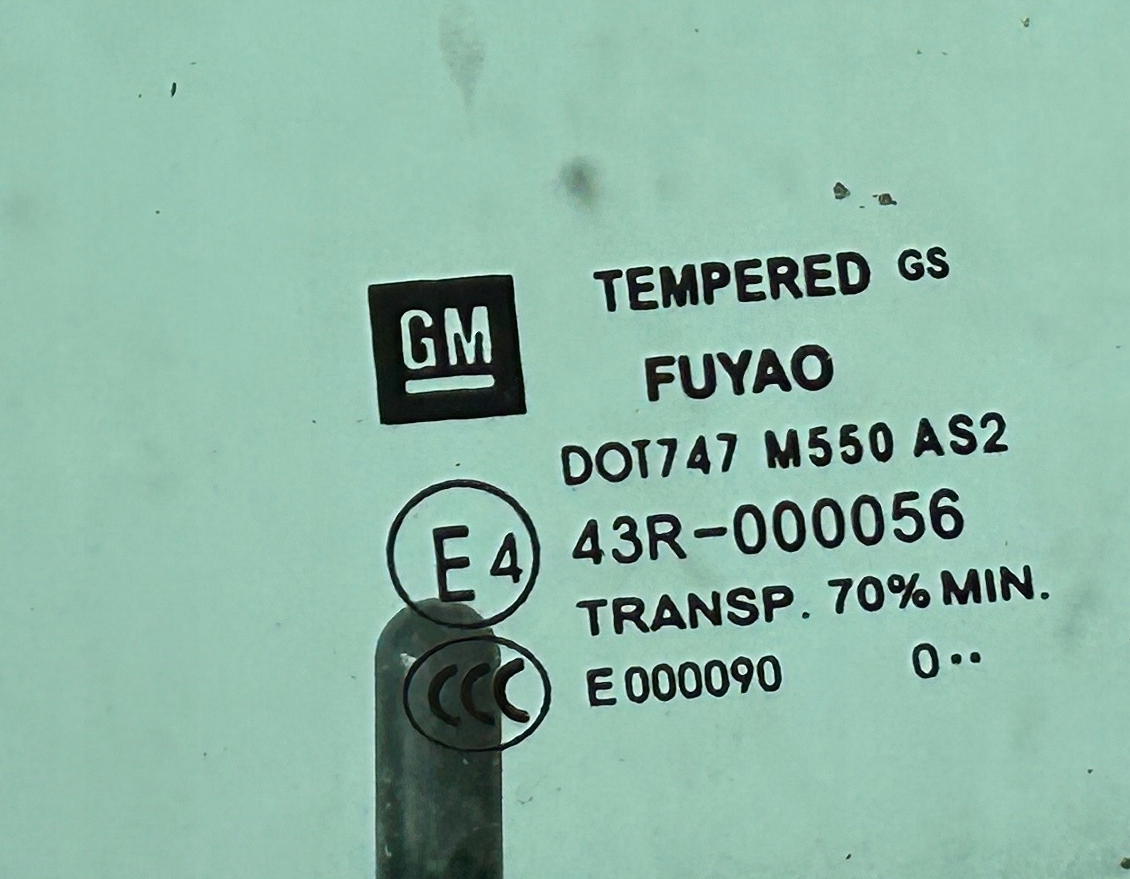 GM
TEMPERED GS
FUYAO
DOT747 M550 AS2
E4 43R-000056
TRANSP. 70% MIN.
CCC E000090 0··